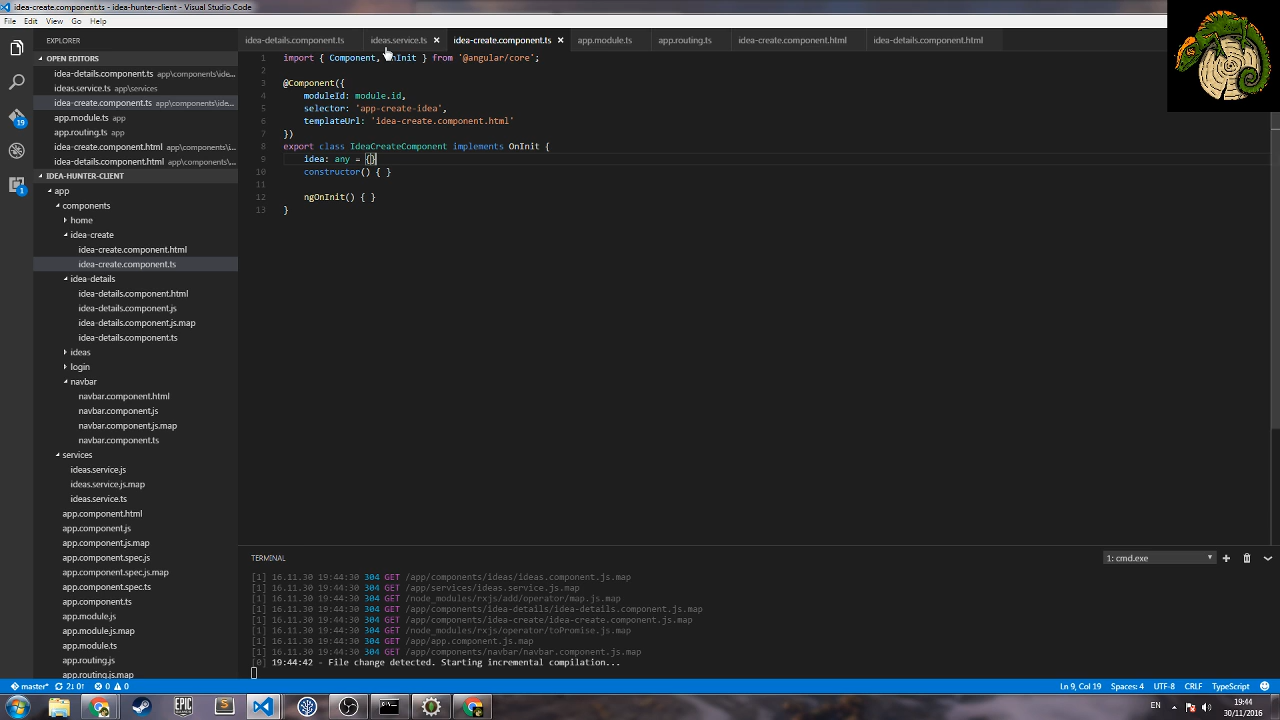 idea-create.component.ts - idea-hunter-client - Visual Studio Code
File Edit View Go Help
EXPLORER
OPEN EDITORS
idea-details.component.ts app\components\ide...
ideas.service.ts app\services
idea-create.component.ts app\components\ide...
app.module.ts app
app.routing.ts app
idea-create.component.html app\components\i...
idea-details.component.html app\components\...
IDEA-HUNTER-CLIENT
app
components
home
idea-create
idea-create.component.html
idea-create.component.ts
idea-details
idea-details.component.html
idea-details.component.js
idea-details.component.js.map
idea-details.component.ts
ideas
login
navbar
navbar.component.html
navbar.component.js
navbar.component.js.map
navbar.component.ts
services
ideas.service.js
ideas.service.js.map
ideas.service.ts
app.component.html
app.component.js
app.component.js.map
app.component.spec.js
app.component.spec.js.map
app.component.spec.ts
app.component.ts
app.module.js
app.module.js.map
app.module.ts
app.routing.js
app.routing.js.map
19
1
idea-details.component.ts ideas.service.ts idea-create.component.ts app.module.ts app.routing.ts idea-create.component.html idea-details.component.html
1 import { Component, OnInit } from '@angular/core';
2
3 @Component({
4 moduleId: module.id,
5 selector: 'app-create-idea',
6 templateUrl: 'idea-create.component.html'
7 })
8 export class IdeaCreateComponent implements OnInit {
9 idea: any = {}
10 constructor() { }
11
12 ngOnInit() { }
13 }
TERMINAL 1: cmd.exe
[1] 16.11.30 19:44:30 304 GET /app/components/ideas/ideas.component.js.map
[1] 16.11.30 19:44:30 304 GET /app/services/ideas.service.js.map
[1] 16.11.30 19:44:30 304 GET /node_modules/rxjs/add/operator/map.js.map
[1] 16.11.30 19:44:30 304 GET /app/components/idea-details/idea-details.component.js.map
[1] 16.11.30 19:44:30 304 GET /app/components/idea-create/idea-create.component.js.map
[1] 16.11.30 19:44:30 304 GET /node_modules/rxjs/operator/toPromise.js.map
[1] 16.11.30 19:44:30 304 GET /app/app.component.js.map
[1] 16.11.30 19:44:30 304 GET /app/components/navbar/navbar.component.js.map
[0] 19:44:42 - File change detected. Starting incremental compilation...
master* 2↓ 0↑ 0 0 Ln 9, Col 19 Spaces: 4 UTF-8 CRLF TypeScript
EPIC
EN
19:44
30/11/2016